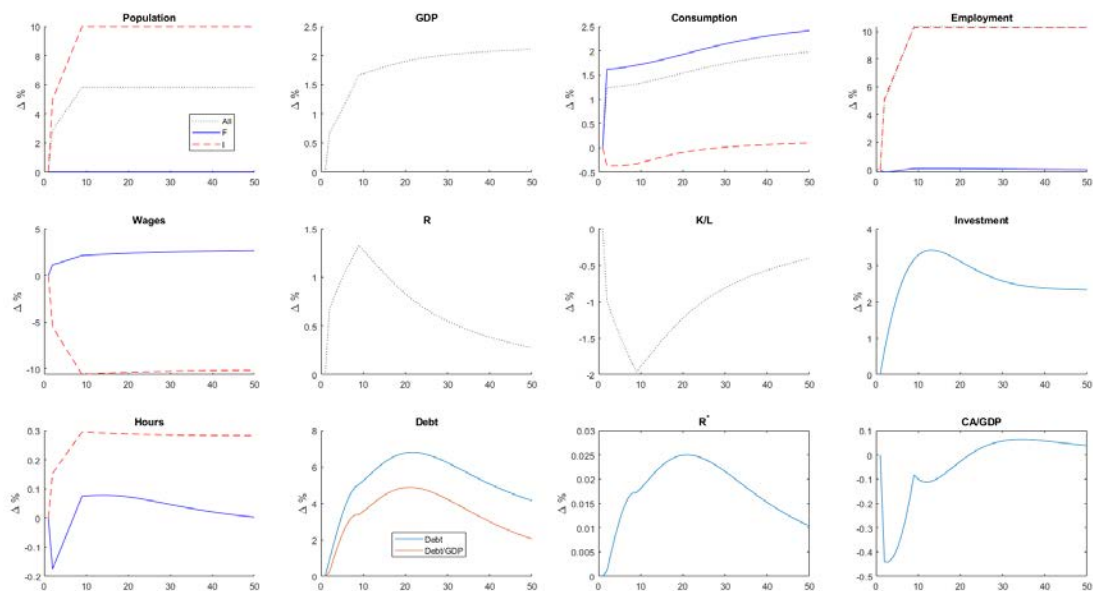 Population
GDP
Consumption
Employment
Δ %
10
8
6
4
2
0
0 10 20 30 40 50
All
F
I
Δ %
2.5
2
1.5
1
0.5
0
0 10 20 30 40 50
Δ %
2.5
2
1.5
1
0.5
0
-0.5
0 10 20 30 40 50
Δ %
10
8
6
4
2
0
0 10 20 30 40 50
Wages
R
K/L
Investment
Δ %
5
0
-5
-10
0 10 20 30 40 50
Δ %
1.5
1
0.5
0
0 10 20 30 40 50
Δ %
0
-0.5
-1
-1.5
-2
0 10 20 30 40 50
Δ %
4
3
2
1
0
0 10 20 30 40 50
Hours
Debt
R*
CA/GDP
Δ %
0.3
0.2
0.1
0
-0.1
-0.2
0 10 20 30 40 50
Δ %
8
6
4
2
0
0 10 20 30 40 50
Debt
Debt/GDP
Δ %
0.03
0.025
0.02
0.015
0.01
0.005
0
0 10 20 30 40 50
Δ %
0.1
0
-0.1
-0.2
-0.3
-0.4
-0.5
0 10 20 30 40 50